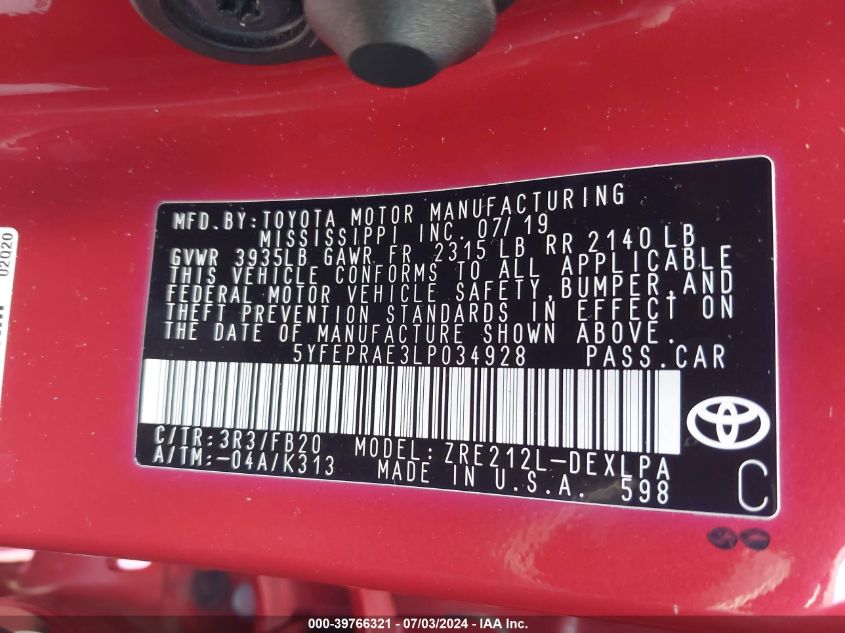 MFD.BY:TOYOTA MOTOR MANUFACTURING
MISSISSIPPI INC. 07/19
GVWR 3935LB GAWR FR 2315 LB RR 2140LB
THIS VEHICLE CONFORMS TO ALL APPLICABLE
FEDERAL MOTOR VEHICLE SAFETY,BUMPER,AND
THEFT PREVENTION STANDARDS IN EFFECT ON
THE DATE OF MANUFACTURE SHOWN ABOVE.
5YFEPRAE3LP034928 PASS.CAR
C/TR:3R3/FB20 MODEL:ZRE212L-DEXLPA
A/TM:-04A/K313 MADE IN U.S.A. 598
C
02020
000-39766321 - 07/03/2024 - IAA Inc.